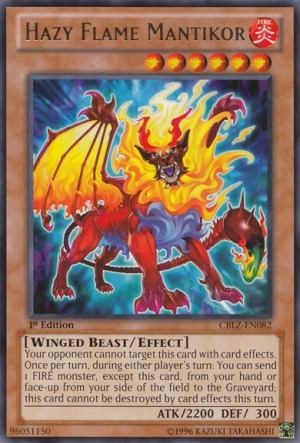 HAZY FLAME MANTIKOR
FIRE
炎
1st Edition
CBLZ-EN082
[WINGED BEAST/EFFECT]
Your opponent cannot target this card with card effects.
Once per turn, during either player's turn: You can send
1 FIRE monster, except this card, from your hand or
face-up from your side of the field to the Graveyard;
this card cannot be destroyed by card effects this turn.
ATK/2200 DEF/ 300
96051150
©1996 KAZUKI TAKAHASHI